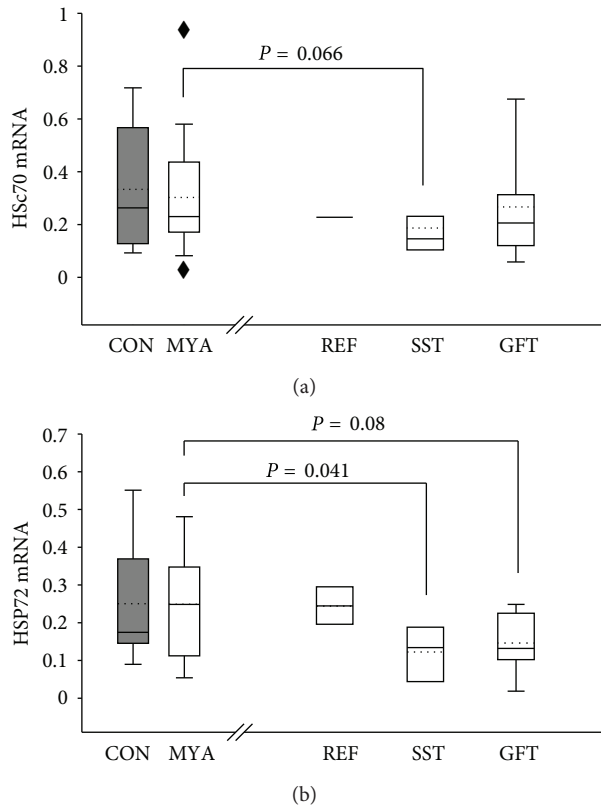 1
0.8
0.6
0.4
0.2
0
HSc70 mRNA
P = 0.066
CON MYA REF SST GFT
(a)
0.7
0.6
0.5
0.4
0.3
0.2
0.1
0
HSP72 mRNA
P = 0.08
P = 0.041
CON MYA REF SST GFT
(b)